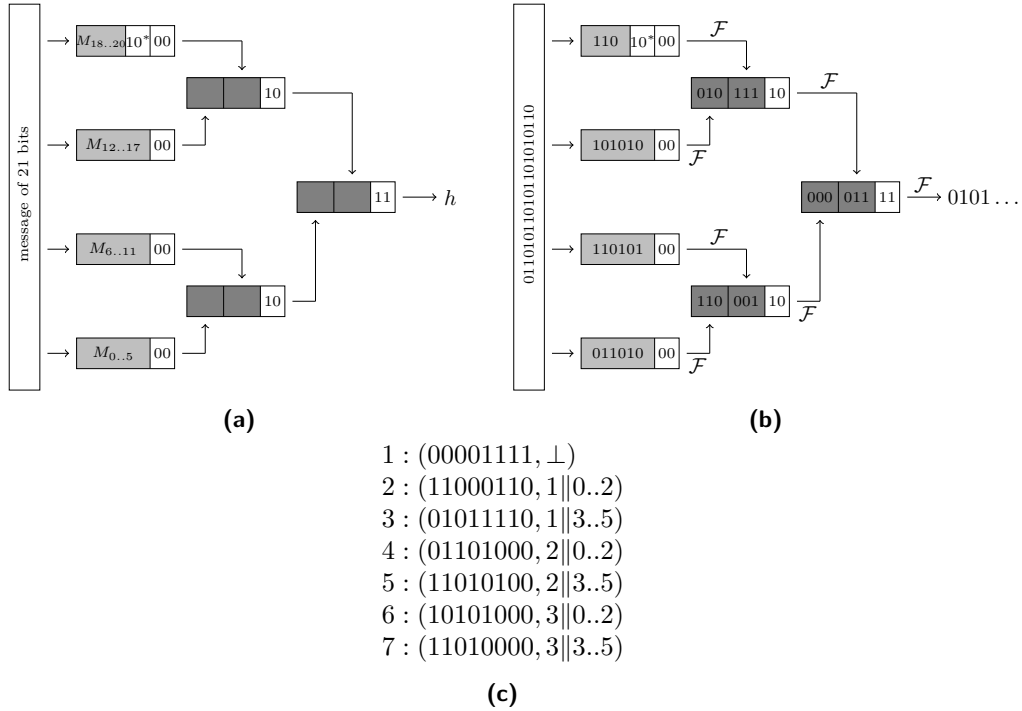 message of 21 bits
M₁₈..₂₀ 10* 00
10
M₁₂..₁₇ 00
11 h
M₆..₁₁ 00
10
M₀..₅ 00
(a)
011010110101101010110
110 10* 00 ℱ
010 111 10 ℱ
101010 00 ℱ
000 011 11 ℱ 0101 …
110101 00 ℱ
110 001 10 ℱ
011010 00 ℱ
(b)
1 : (00001111, ⊥)
2 : (11000110, 1‖0..2)
3 : (01011110, 1‖3..5)
4 : (01101000, 2‖0..2)
5 : (11010100, 2‖3..5)
6 : (10101000, 3‖0..2)
7 : (11010000, 3‖3..5)
(c)